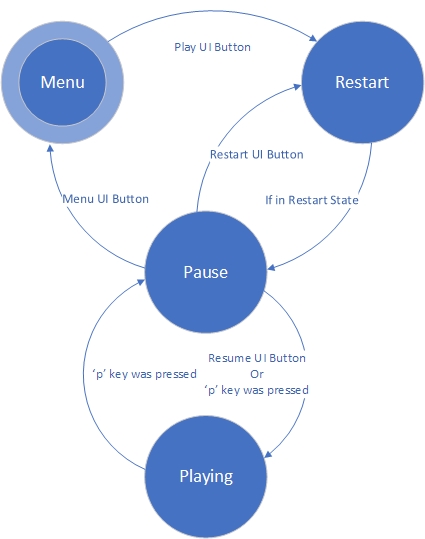 Play UI Button
Menu
Restart
Restart UI Button
Menu UI Button
If in Restart State
Pause
Resume UI Button
Or
‘p’ key was pressed
‘p’ key was pressed
Playing